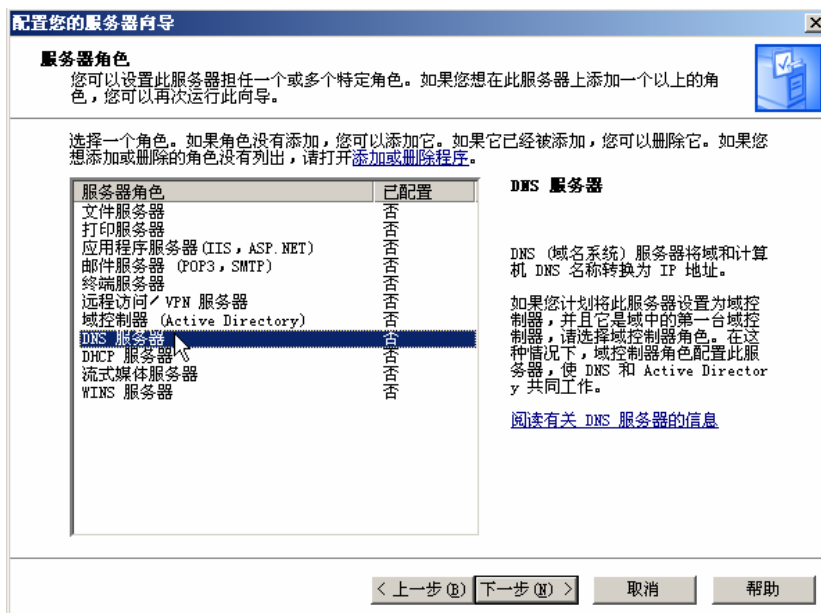 配置您的服务器向导
服务器角色
您可以设置此服务器担任一个或多个特定角色。如果您想在此服务器上添加一个以上的角
色，您可以再次运行此向导。
选择一个角色。如果角色没有添加，您可以添加它。如果它已经被添加，您可以删除它。如果您
想添加或删除的角色没有列出，请打开添加或删除程序。
服务器角色 已配置
文件服务器 否
打印服务器 否
应用程序服务器(IIS，ASP.NET) 否
邮件服务器 (POP3，SMTP) 否
终端服务器 否
远程访问/VPN 服务器 否
域控制器 (Active Directory) 否
DNS 服务器 否
DHCP 服务器 否
流式媒体服务器 否
WINS 服务器 否
DNS 服务器
DNS (域名系统) 服务器将域和计算
机 DNS 名称转换为 IP 地址。
如果您计划将此服务器设置为域控
制器，并且它是域中的第一台域控
制器，请选择域控制器角色。在这
种情况下，域控制器角色配置此服
务器，使 DNS 和 Active Director
y 共同工作。
阅读有关 DNS 服务器的信息
< 上一步(B) 下一步(N) > 取消 帮助